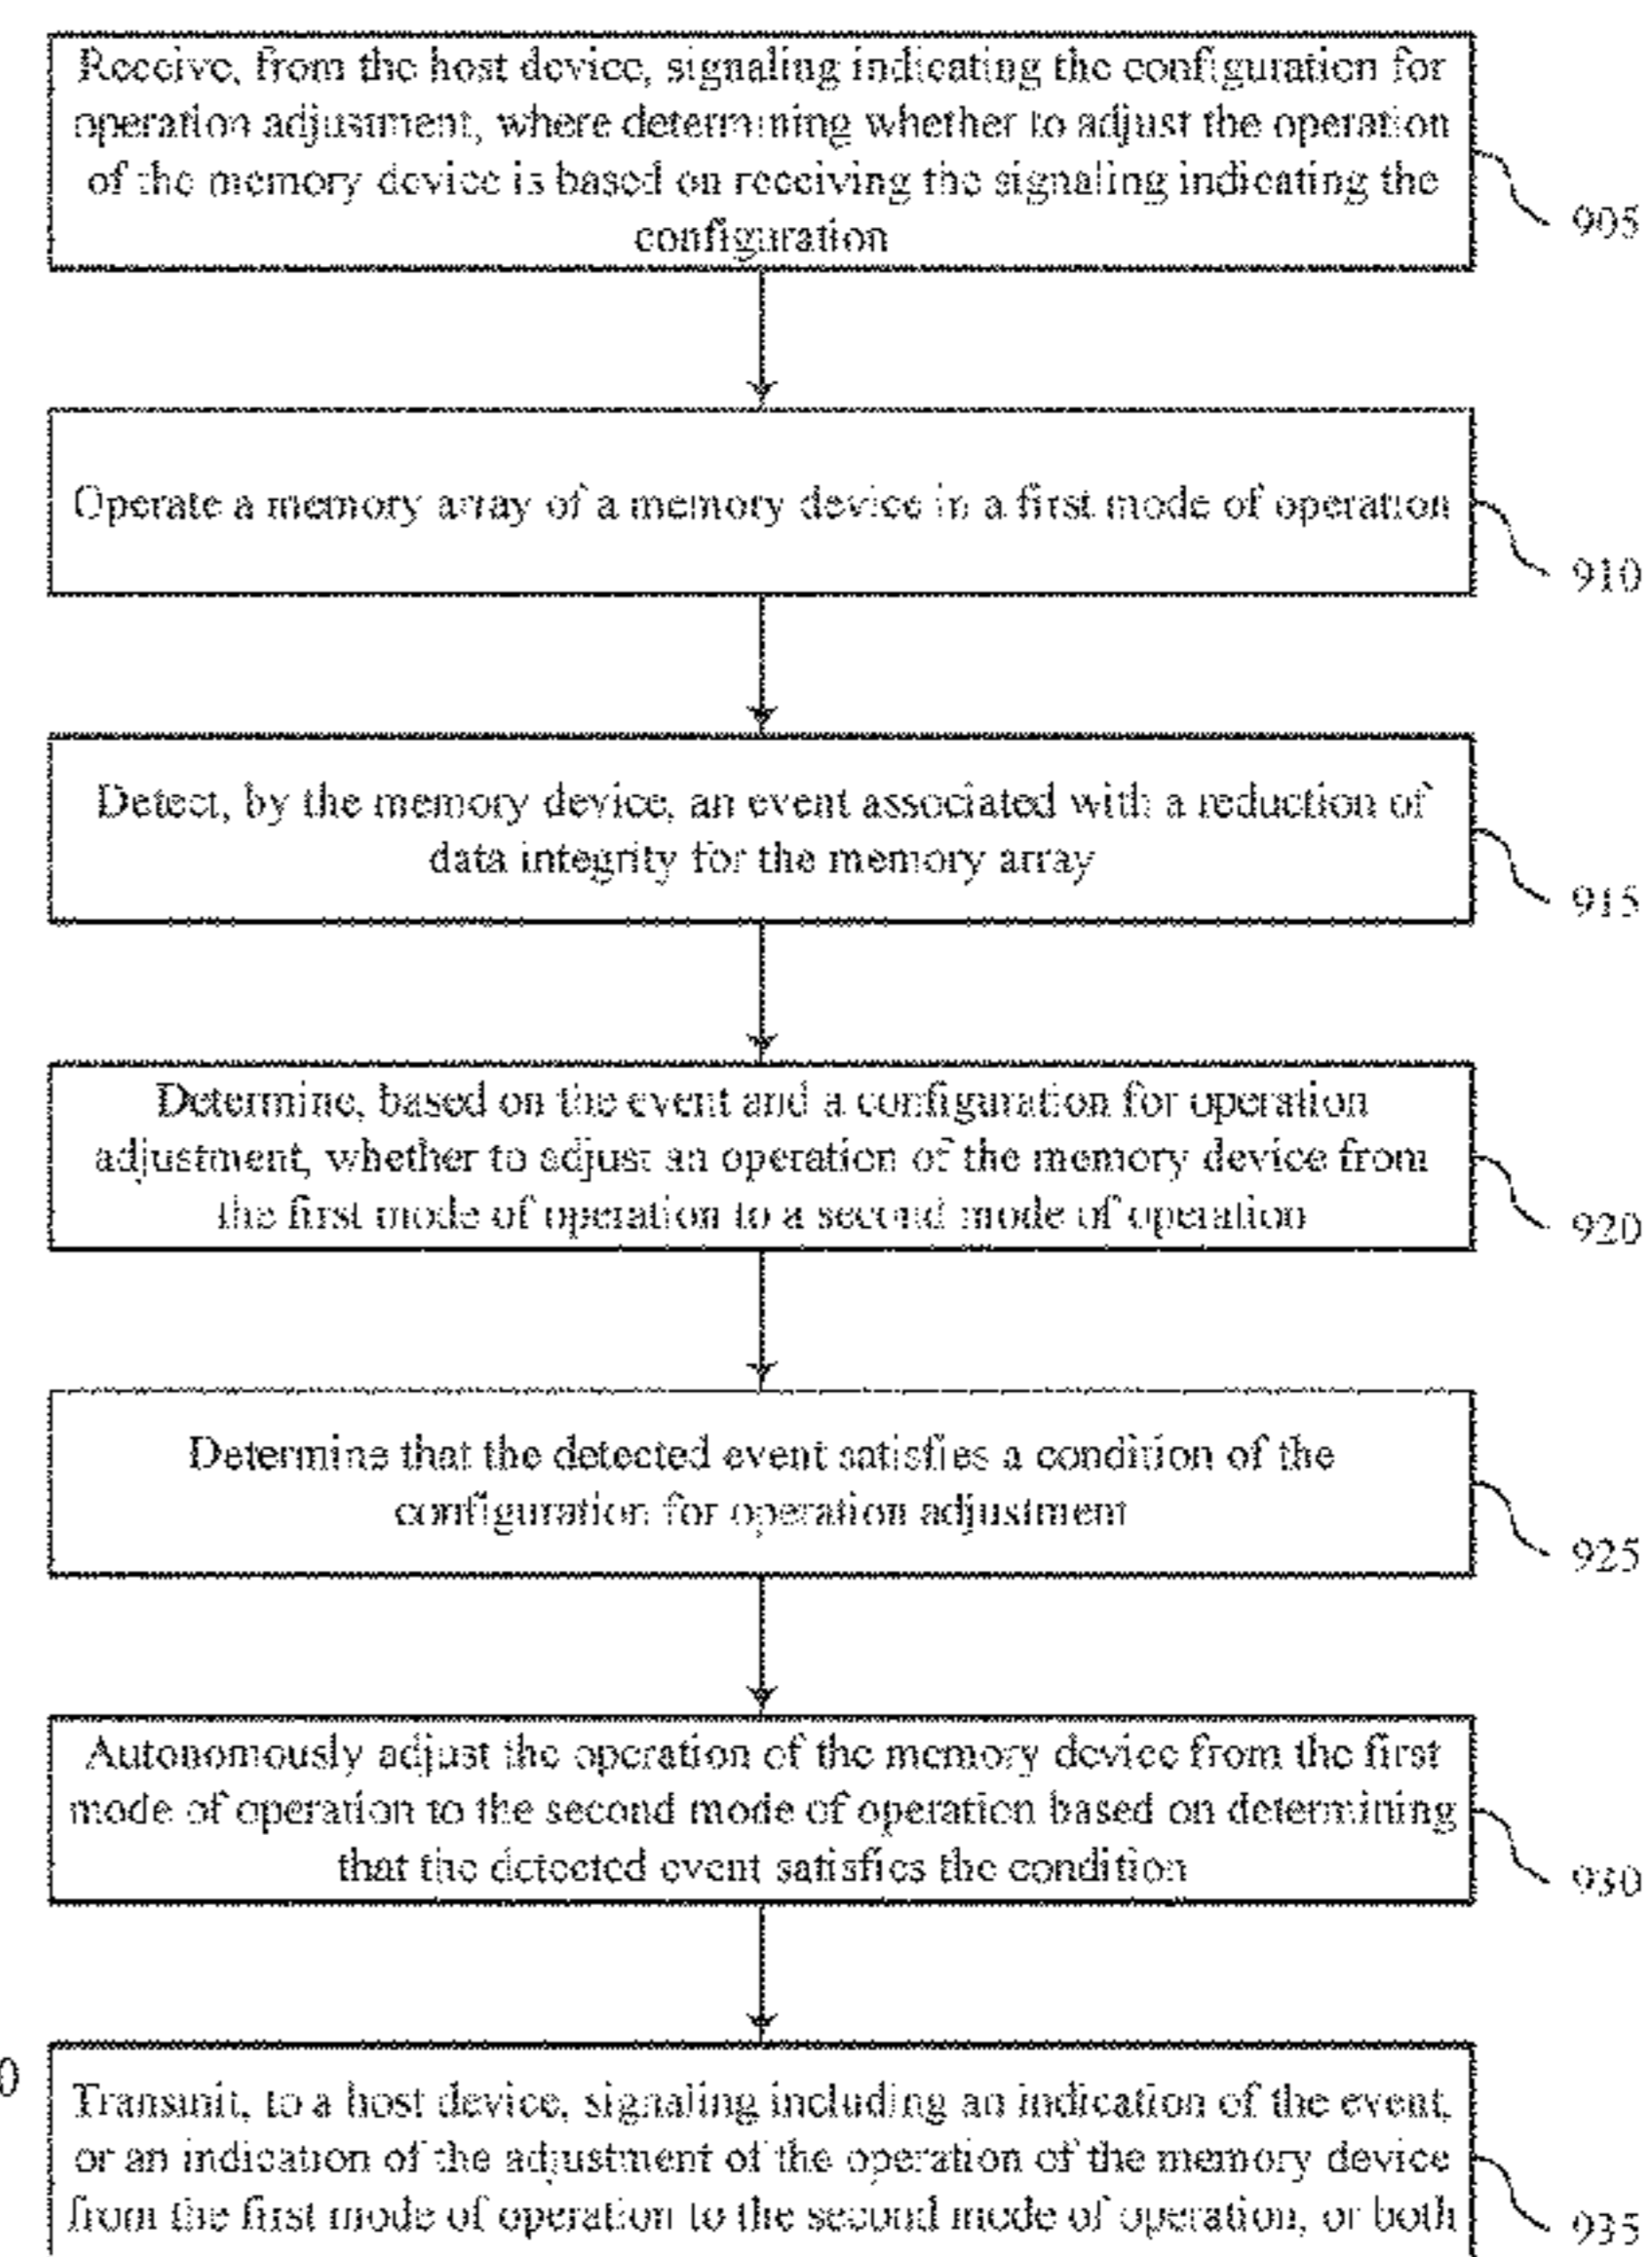 Receive, from the host device, signaling indicating the configuration for
operation adjustment, where determining whether to adjust the operation
of the memory device is based on receiving the signaling indicating the
configuration
905
Operate a memory array of a memory device in a first mode of operation
910
Detect, by the memory device, an event associated with a reduction of
data integrity for the memory array
915
Determine, based on the event and a configuration for operation
adjustment, whether to adjust an operation of the memory device from
the first mode of operation to a second mode of operation
920
Determine that the detected event satisfies a condition of the
configuration for operation adjustment
925
Autonomously adjust the operation of the memory device from the first
mode of operation to the second mode of operation based on determining
that the detected event satisfies the condition
930
0
Transmit, to a host device, signaling including an indication of the event,
or an indication of the adjustment of the operation of the memory device
from the first mode of operation to the second mode of operation, or both
935